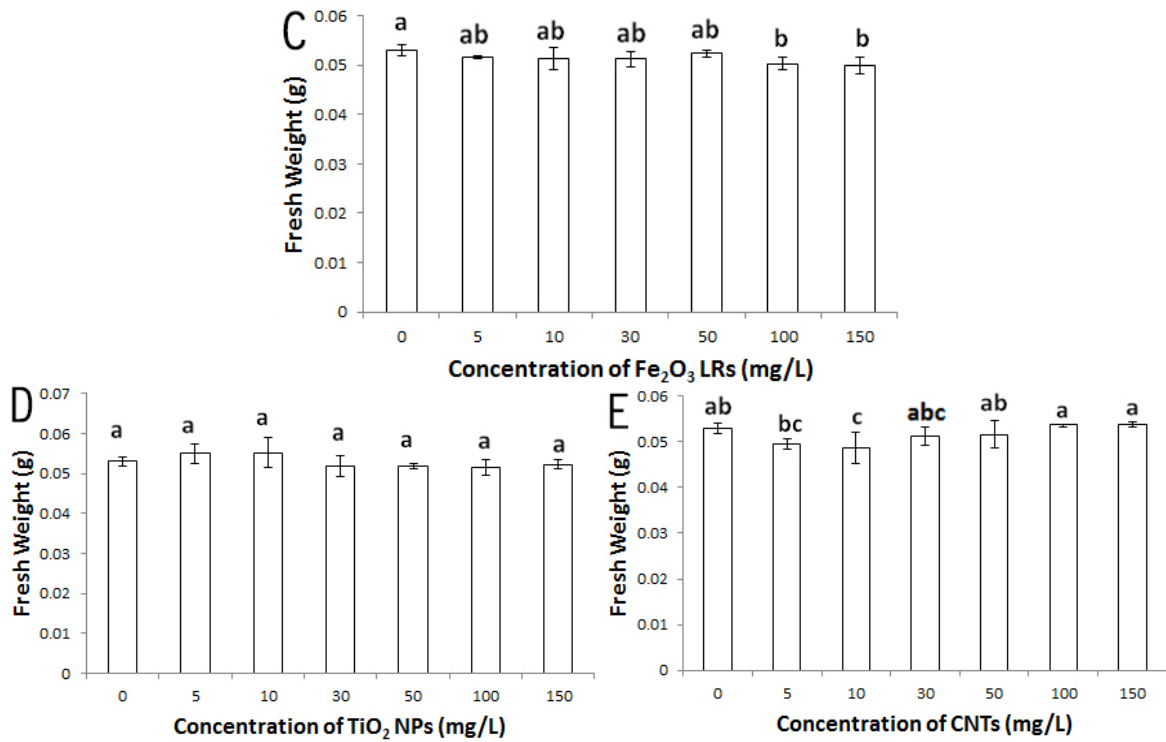 C
Fresh Weight (g)
0.06
0.05
0.04
0.03
0.02
0.01
0
a ab ab ab ab b b
0 5 10 30 50 100 150
Concentration of Fe₂O₃ LRs (mg/L)
D
Fresh Weight (g)
0.07
0.06
0.05
0.04
0.03
0.02
0.01
0
a a a a a a a
0 5 10 30 50 100 150
Concentration of TiO₂ NPs (mg/L)
E
Fresh Weight (g)
0.06
0.05
0.04
0.03
0.02
0.01
0
ab bc c abc ab a a
0 5 10 30 50 100 150
Concentration of CNTs (mg/L)